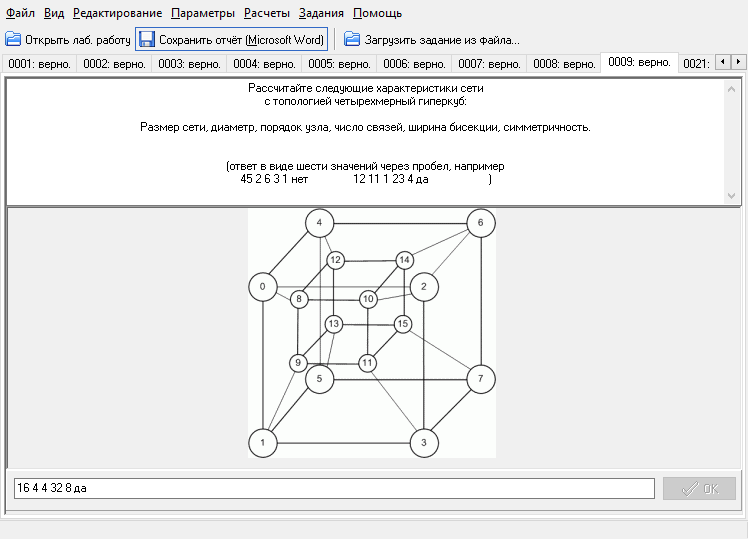 Файл Вид Редактирование Параметры Расчеты Задания Помощь
Открыть лаб. работу Сохранить отчёт (Microsoft Word) Загрузить задание из файла...
0001: верно. 0002: верно. 0003: верно. 0004: верно. 0005: верно. 0006: верно. 0007: верно. 0008: верно. 0009: верно. 0021:
Рассчитайте следующие характеристики сети
с топологией четырехмерный гиперкуб:
Размер сети, диаметр, порядок узла, число связей, ширина бисекции, симметричность.
(ответ в виде шести значений через пробел, например
45 2 6 3 1 нет 12 11 1 23 4 да )
4 6
12 14
0 2
8 10
13 15
9 11
5 7
1 3
16 4 4 32 8 да OK